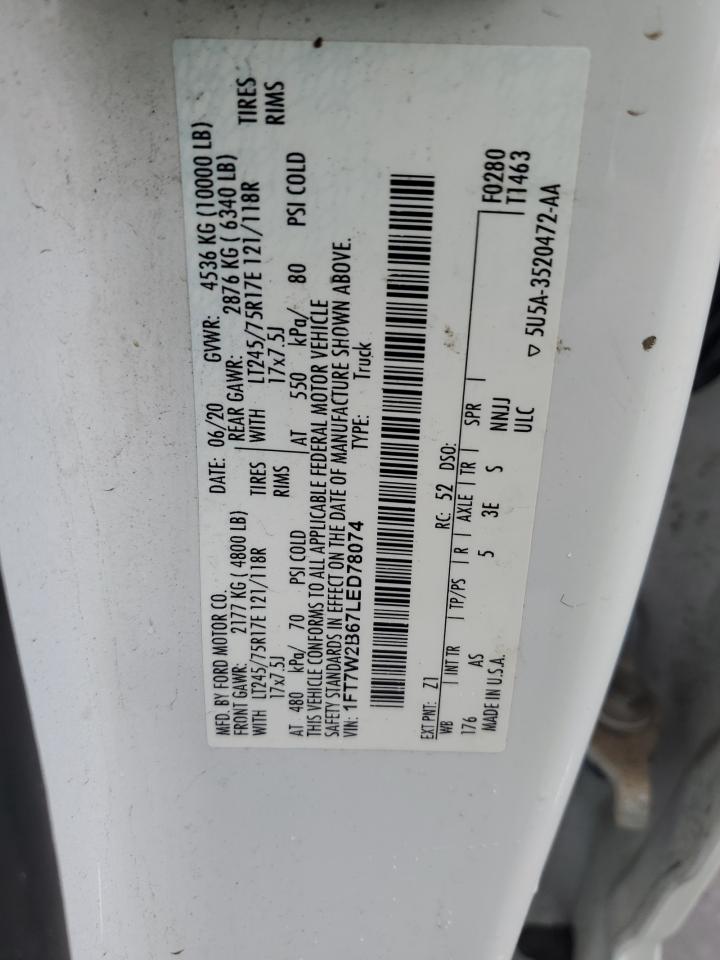 MFD. BY FORD MOTOR CO.
DATE: 06/20 GVWR: 4536 KG (10000 LB)
FRONT GAWR: 2177 KG (4800 LB) REAR GAWR: 2876 KG (6340 LB)
WITH LT245/75R17E 121/118R TIRES WITH LT245/75R17E 121/118R TIRES
17x7.5J RIMS 17x7.5J RIMS
AT 480 kPa/ 70 PSI COLD AT 550 kPa/ 80 PSI COLD
THIS VEHICLE CONFORMS TO ALL APPLICABLE FEDERAL MOTOR VEHICLE
SAFETY STANDARDS IN EFFECT ON THE DATE OF MANUFACTURE SHOWN ABOVE.
VIN: 1FT7W2B67LED78074 TYPE: Truck
EXT PNT: Z1 RC: 52 DSO: F0280
WB INT TR TP/PS R AXLE TR SPR T1463
176 AS 5 3E S NNJJ
MADE IN U.S.A. ULC
▽ 5U5A-3520472-AA